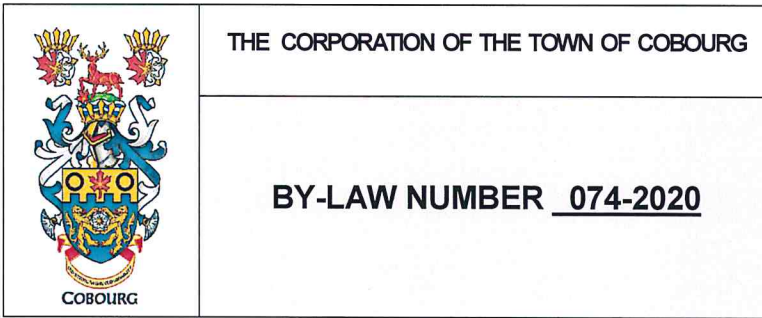 THE CORPORATION OF THE TOWN OF COBOURG
BY-LAW NUMBER 074-2020
COBOURG